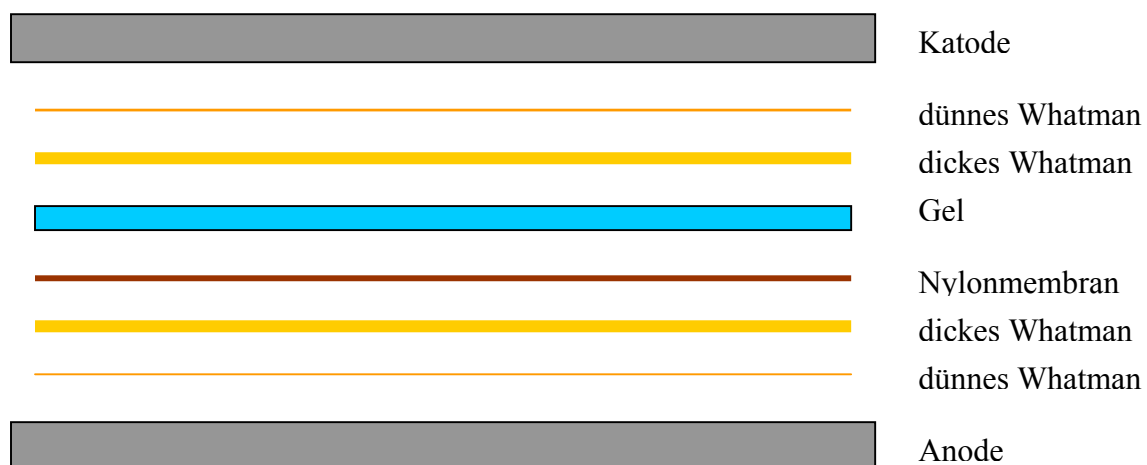 Katode
dünnes Whatman
dickes Whatman
Gel
Nylonmembran
dickes Whatman
dünnes Whatman
Anode